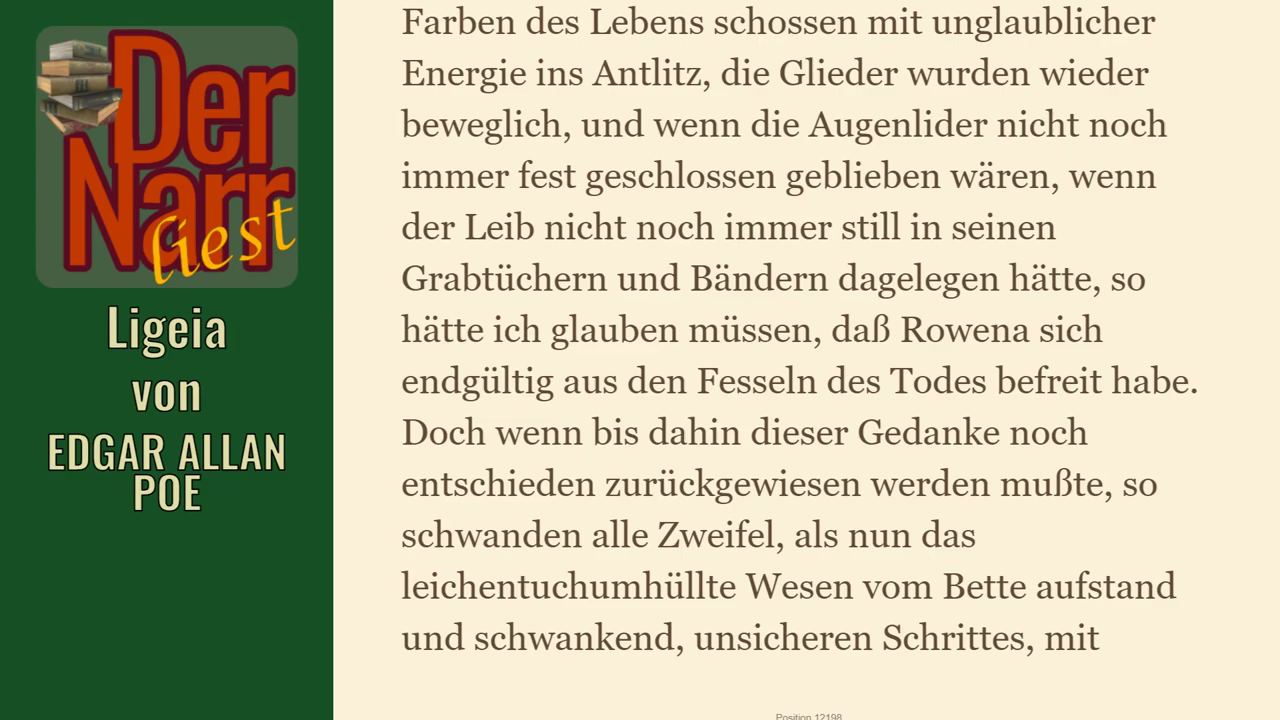 Der
Narr
liest
Ligeia
von
EDGAR ALLAN
POE
Farben des Lebens schossen mit unglaublicher
Energie ins Antlitz, die Glieder wurden wieder
beweglich, und wenn die Augenlider nicht noch
immer fest geschlossen geblieben wären, wenn
der Leib nicht noch immer still in seinen
Grabtüchern und Bändern dagelegen hätte, so
hätte ich glauben müssen, daß Rowena sich
endgültig aus den Fesseln des Todes befreit habe.
Doch wenn bis dahin dieser Gedanke noch
entschieden zurückgewiesen werden mußte, so
schwanden alle Zweifel, als nun das
leichentuchumhüllte Wesen vom Bette aufstand
und schwankend, unsicheren Schrittes, mit
Position 12198